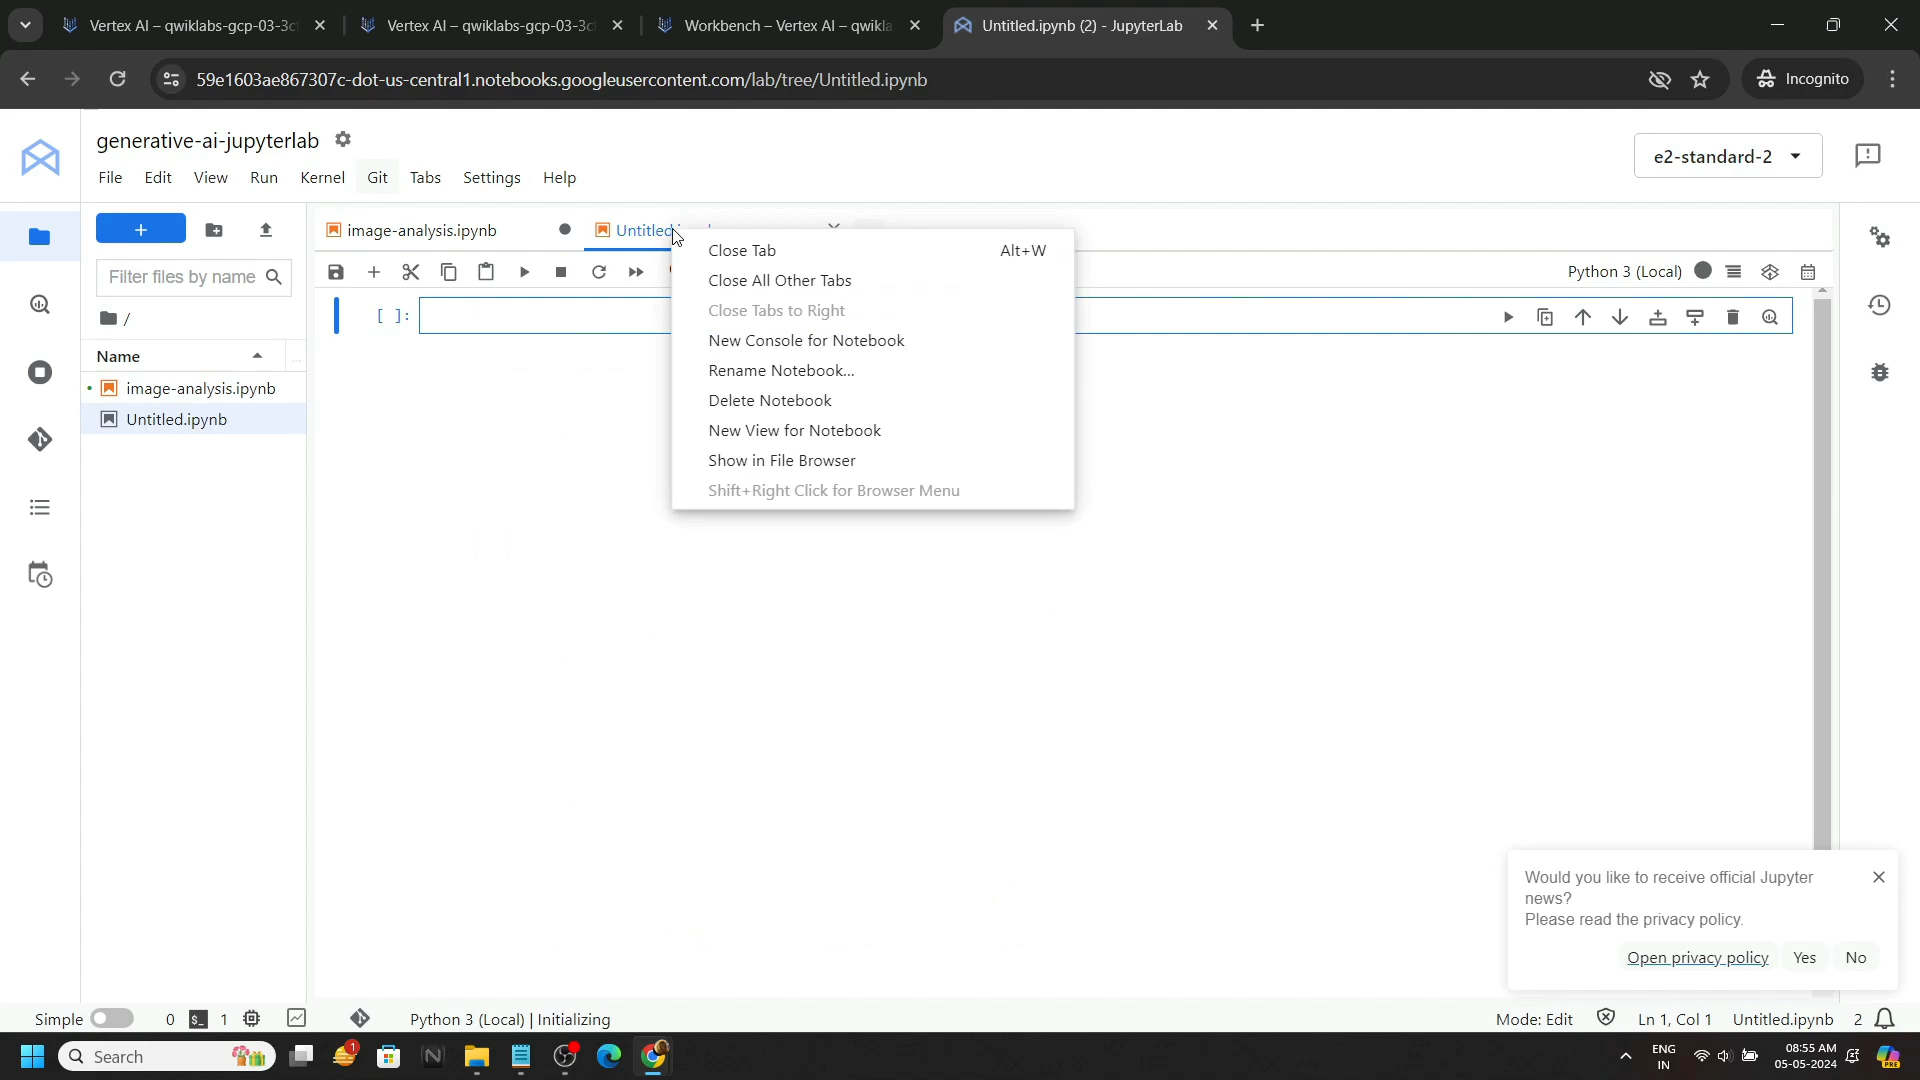 Vertex AI – qwiklabs-gcp-03-3c
Vertex AI – qwiklabs-gcp-03-3c
Workbench – Vertex AI – qwikla
Untitled.ipynb (2) - JupyterLab
59e1603ae867307c-dot-us-central1.notebooks.googleusercontent.com/lab/tree/Untitled.ipynb
Incognito
generative-ai-jupyterlab
e2-standard-2
File Edit View Run Kernel Git Tabs Settings Help
+
image-analysis.ipynb
Untitled
Filter files by name
Python 3 (Local)
/
[ ]:
Name
image-analysis.ipynb
Untitled.ipynb
Close Tab Alt+W
Close All Other Tabs
Close Tabs to Right
New Console for Notebook
Rename Notebook...
Delete Notebook
New View for Notebook
Show in File Browser
Shift+Right Click for Browser Menu
Would you like to receive official Jupyter
news?
Please read the privacy policy.
Open privacy policy Yes No
Simple 0 $_ 1 Python 3 (Local) | Initializing Mode: Edit Ln 1, Col 1 Untitled.ipynb 2
Search
1
ENG
IN
08:55 AM
05-05-2024
PRE